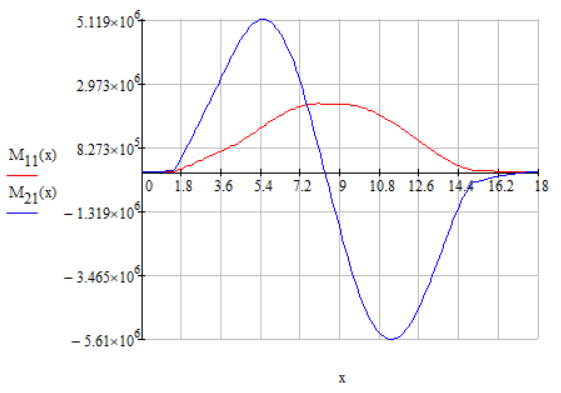 5.119×10⁶
2.973×10⁶
8.273×10⁵
M₁₁(x)
M₂₁(x)
0 1.8 3.6 5.4 7.2 9 10.8 12.6 14.4 16.2 18
− 1.319×10⁶
− 3.465×10⁶
− 5.61×10⁶
x